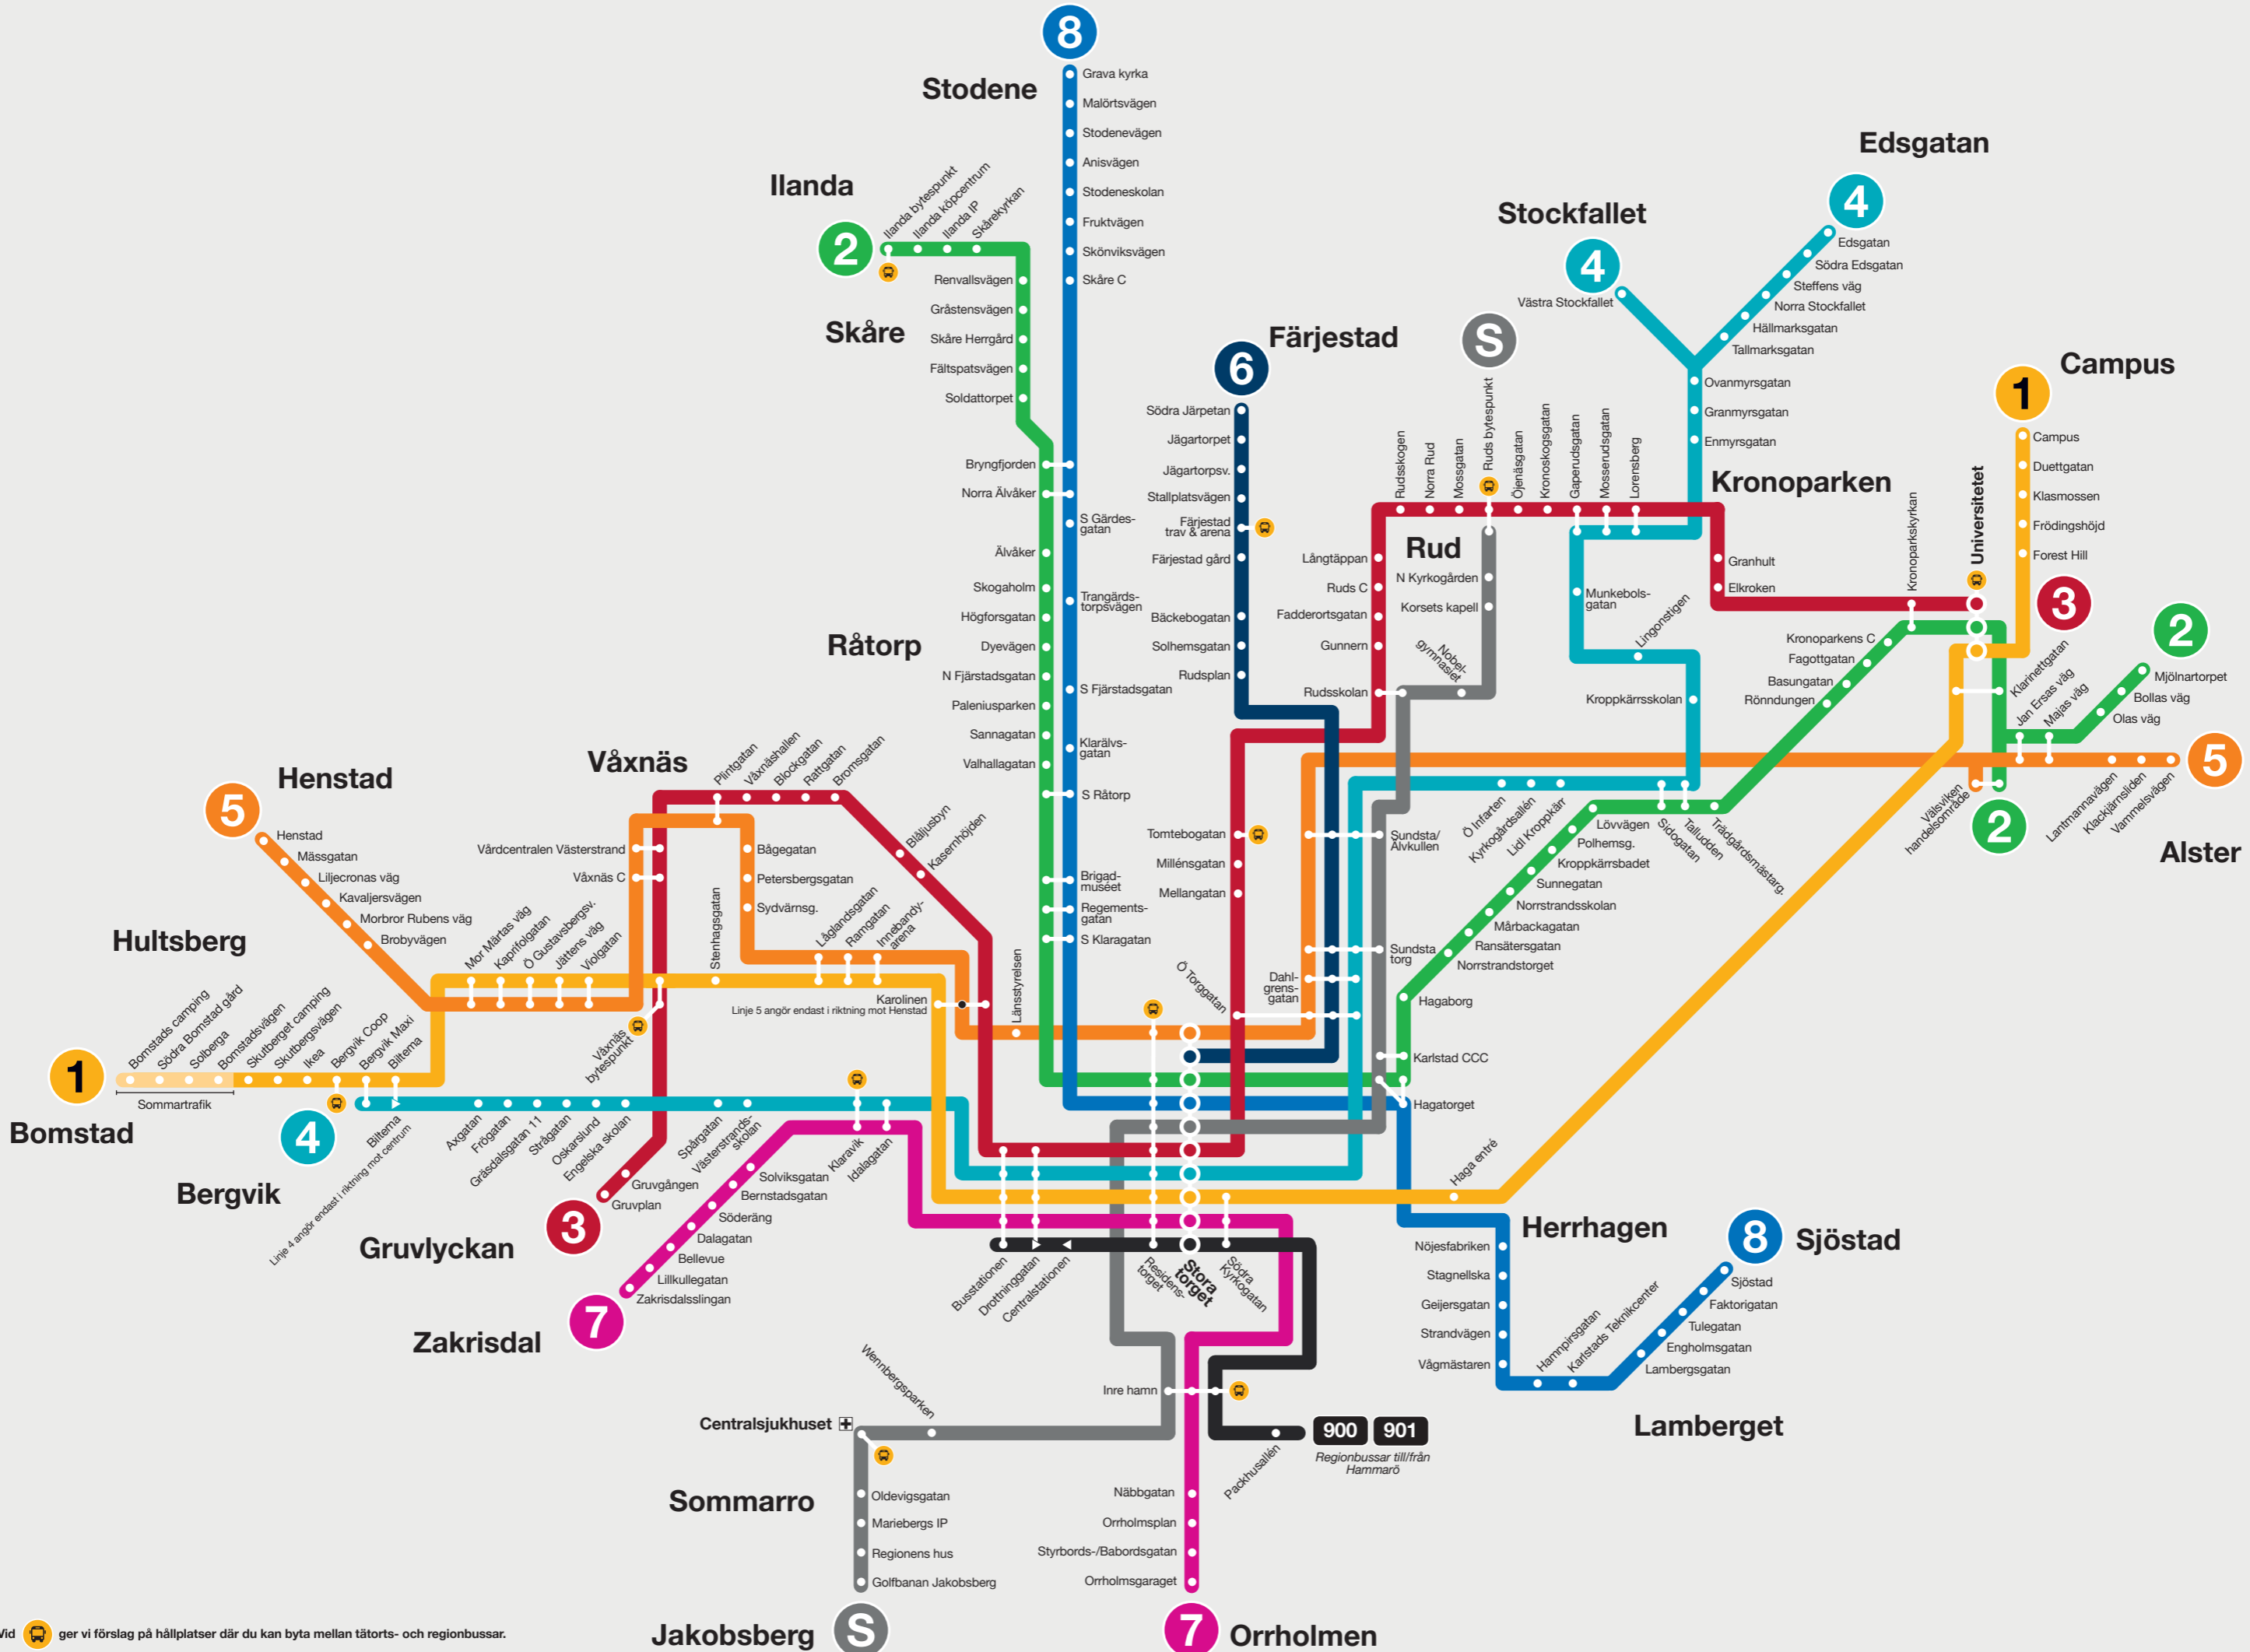 8
Stodene
Grava kyrka
Malörtsvägen
Stodenevägen
Anisvägen
Stodeneskolan
Fruktvägen
Skönviksvägen
Skåre C
Ilanda
2
Ilanda bytespunkt
Ilanda köpcentrum
Ilanda IP
Skårekyrkan
Renvallsvägen
Gråstensvägen
Skåre Herrgård
Fältspatsvägen
Soldattorpet
Skåre
Bryngfjorden
Norra Älvåker
S Gärdes-
gatan
Älvåker
Skogaholm
Trangärds-
torpsvägen
Högforsgatan
Dyevägen
N Fjärstadsgatan
S Fjärstadsgatan
Paleniusparken
Sannagatan
Klarälvs-
gatan
Valhallagatan
S Råtorp
Råtorp
Brigad-
muséet
Regements-
gatan
S Klaragatan
6
Färjestad
Södra Järpetan
Jägartorpet
Jägartorpsv.
Stallplatsvägen
Färjestad
trav & arena
Färjestad gård
Bäckebogatan
Solhemsgatan
Rudsplan
S
Ruds bytespunkt
Rudsskogen
Norra Rud
Mossgatan
Öjenäsgatan
Kronoskogsgatan
Gaperudsgatan
Mosserudsgatan
Lorensberg
Rud
Långtäppan
Ruds C
Fadderortsgatan
Gunnern
Rudsskolan
N Kyrkogården
Korsets kapell
Nobel-
gymnasiet
Stockfallet
4
Västra Stockfallet
Edsgatan
4
Edsgatan
Södra Edsgatan
Steffens väg
Norra Stockfallet
Hällmarksgatan
Tallmarksgatan
Ovanmyrsgatan
Granmyrsgatan
Enmyrsgatan
Kronoparken
Granhult
Elkroken
Munkebols-
gatan
Lingonstigen
Kroppkärrsskolan
Campus
1
Campus
Duettgatan
Klasmossen
Frödingshöjd
Forest Hill
3
Universitetet
Kronoparkskyrkan
Kronoparkens C
Fagottgatan
Basungatan
Rönndungen
Klarinettgatan
Jan Ersas väg
Majas väg
2
Mjölnartorpet
Bollas väg
Olas väg
5
Alster
Lantmannavägen
Klackjärnsliden
Vammelsvägen
Välsviken
handelsområde
2
Ö Infarten
Kyrkogårdsallén
Lidl Kroppkärr
Sidogatan
Talludden
Trädgårdsmästarg.
Lövvägen
Polhemsg.
Kroppkärrsbadet
Sunnegatan
Norrstrandsskolan
Mårbackagatan
Ransätersgatan
Norrstrandstorget
Hagaborg
Karlstad CCC
Hagatorget
Tomtebogatan
Millénsgatan
Mellangatan
Sundsta/
Älvkullen
Sundsta
torg
Dahl-
grens-
gatan
Ö Torggatan
Våxnäs
Plintgatan
Våxnäshallen
Blockgatan
Rattgatan
Bromsgatan
Blåljusbyn
Kasernhöjden
Vårdcentralen Västerstrand
Våxnäs C
Bågegatan
Petersbergsgatan
Sydvärnsg.
Stenhagsgatan
Låglandsgatan
Ramgatan
Innebandy-
arena
Länsstyrelsen
Karolinen
Linje 5 angör endast i riktning mot Henstad
Våxnäs
bytespunkt
Henstad
5
Henstad
Mässgatan
Liljecronas väg
Kavaljersvägen
Morbror Rubens väg
Brobyvägen
Hultsberg
Mor Märtas väg
Kaprifolgatan
Ö Gustavsbergsv.
Jättens väg
Violgatan
1
Bomstad
Bomstads camping
Södra Bomstad gård
Solberga
Bomstadsvägen
Skutberget camping
Skutbergsvägen
Ikea
Bergvik Coop
Bergvik Maxi
Biltema
Sommartrafik
4
Bergvik
Biltema
Linje 4 angör endast i riktning mot centrum
Axgatan
Frögatan
Gräsdalsgatan 11
Strågatan
Oskarslund
Engelska skolan
Spårgatan
Västerstrands-
skolan
Klaravik
Idalagatan
Gruvlyckan
3
Gruvgången
Gruvplan
Zakrisdal
7
Solviksgatan
Bernstadsgatan
Söderäng
Dalagatan
Bellevue
Lillkullegatan
Zakrisdalsslingan
Busstationen
Drottninggatan
Centralstationen
Residens-
torget
Stora
torget
Södra
Kyrkogatan
Haga entré
Herrhagen
Nöjesfabriken
Stagnellska
Geijersgatan
Strandvägen
Vågmästaren
Hamnpirsgatan
Karlstads Teknikcenter
8
Sjöstad
Sjöstad
Faktorigatan
Tulegatan
Engholmsgatan
Lambergsgatan
Lamberget
Inre hamn
Wennbergsparken
Centralsjukhuset
Packhusallén
900
901
Regionbussar till/från
Hammarö
Sommarro
Oldevigsgatan
Mariebergs IP
Regionens hus
Golfbanan Jakobsberg
Jakobsberg
S
Näbbgatan
Orrholmsplan
Styrbords-/Babordsgatan
Orrholmsgaraget
7
Orrholmen
Vid ger vi förslag på hållplatser där du kan byta mellan tätorts- och regionbussar.